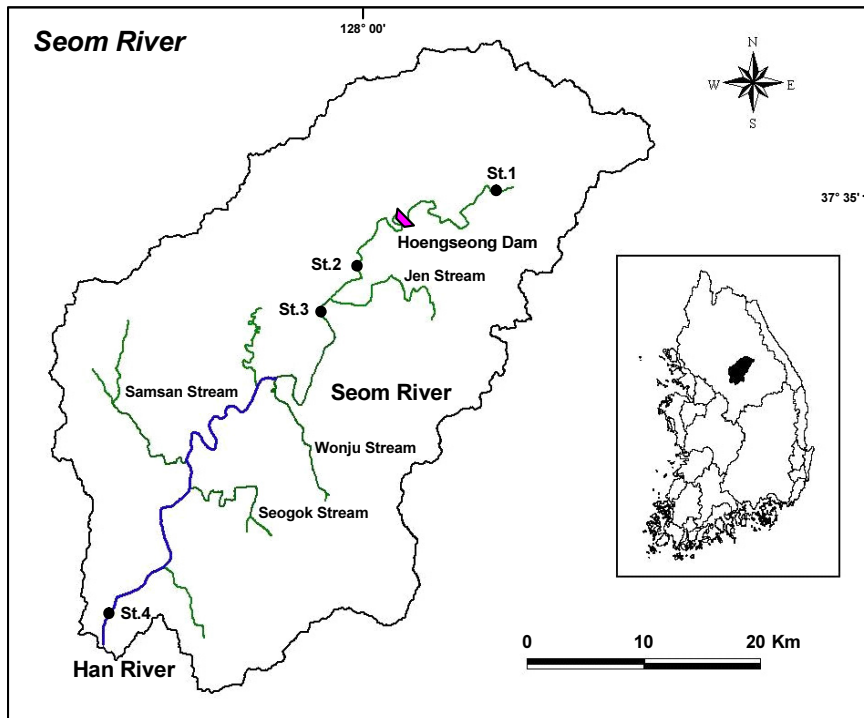 Seom River
128° 00'
N
W
E
S
St.1
37° 35'
Hoengseong Dam
St.2
Jen Stream
St.3
Samsan Stream
Seom River
Wonju Stream
Seogok Stream
St.4
Han River
0
10
20 Km